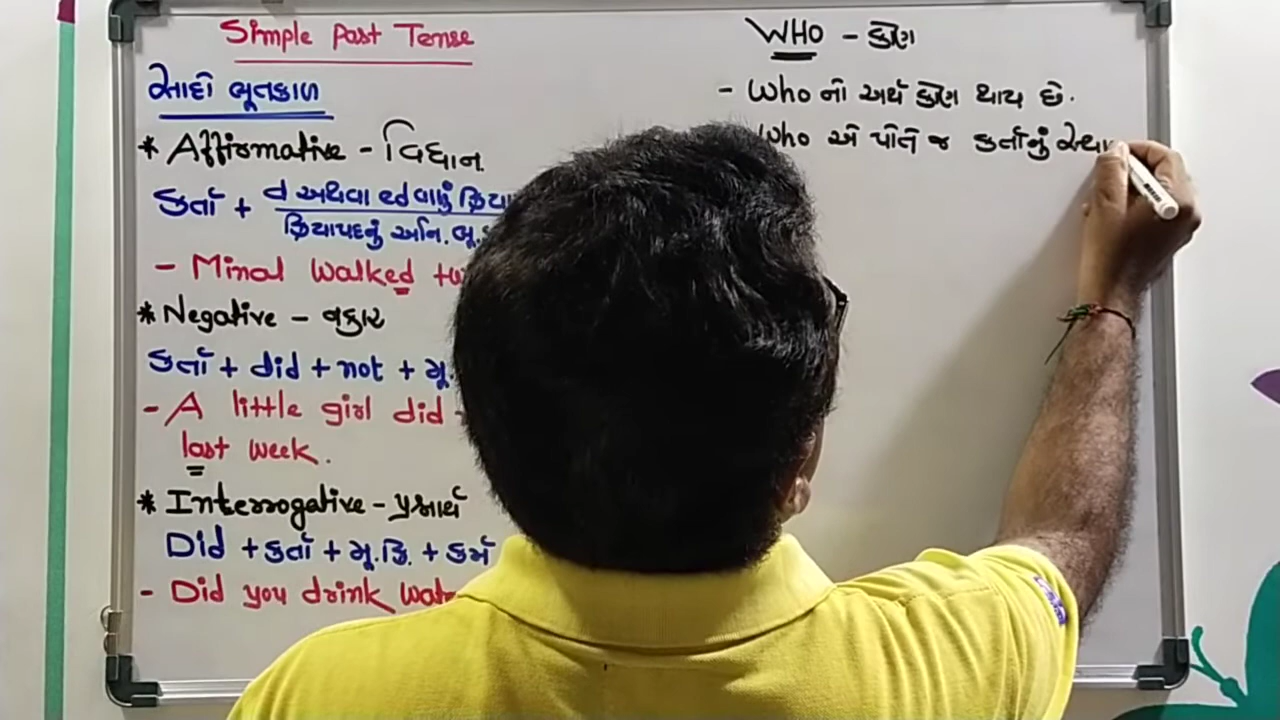 Simple Past Tense
સાદો ભૂતકાળ
* Affirmative - વિધાન
કર્તા + d અથવા ed વાળું
ક્રિયાપદનું અનિ. ભૂ.
- Minal walked
* Negative - નકાર
કર્તા + did + not + મૂ.
- A little girl did
last week.
* Interrogative - પ્રશ્નાર્થ
Did + કર્તા + મૂ.ક્રિ. + કર્મ
- Did you drink
WHO - કોણ
- Who નો અર્થ કોણ થાય છે.
Who એ પોતે જ કર્તાનું